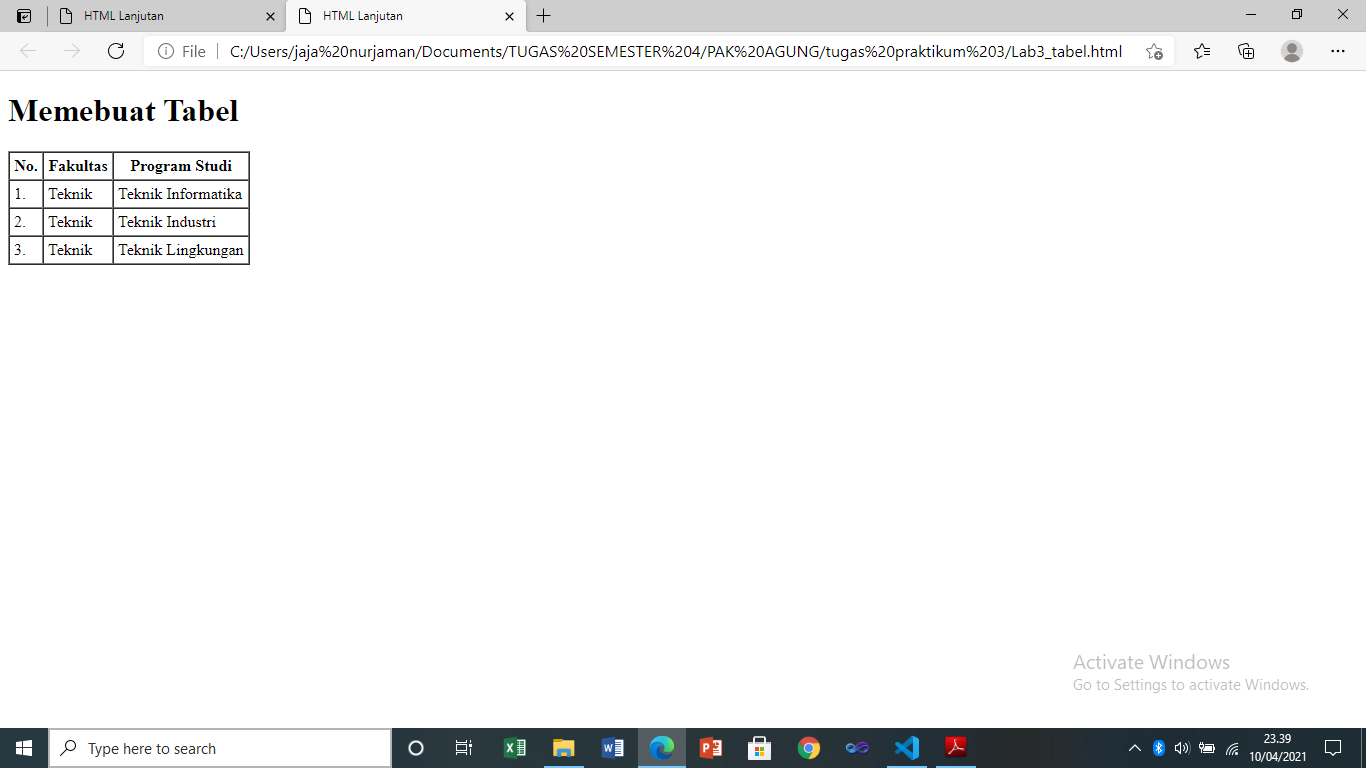 HTML Lanjutan
HTML Lanjutan
File
C:/Users/jaja%20nurjaman/Documents/TUGAS%20SEMESTER%204/PAK%20AGUNG/tugas%20praktikum%203/Lab3_tabel.html
Memebuat Tabel
No. Fakultas Program Studi
1. Teknik Teknik Informatika
2. Teknik Teknik Industri
3. Teknik Teknik Lingkungan
Activate Windows
Go to Settings to activate Windows.
Type here to search
23.39
10/04/2021